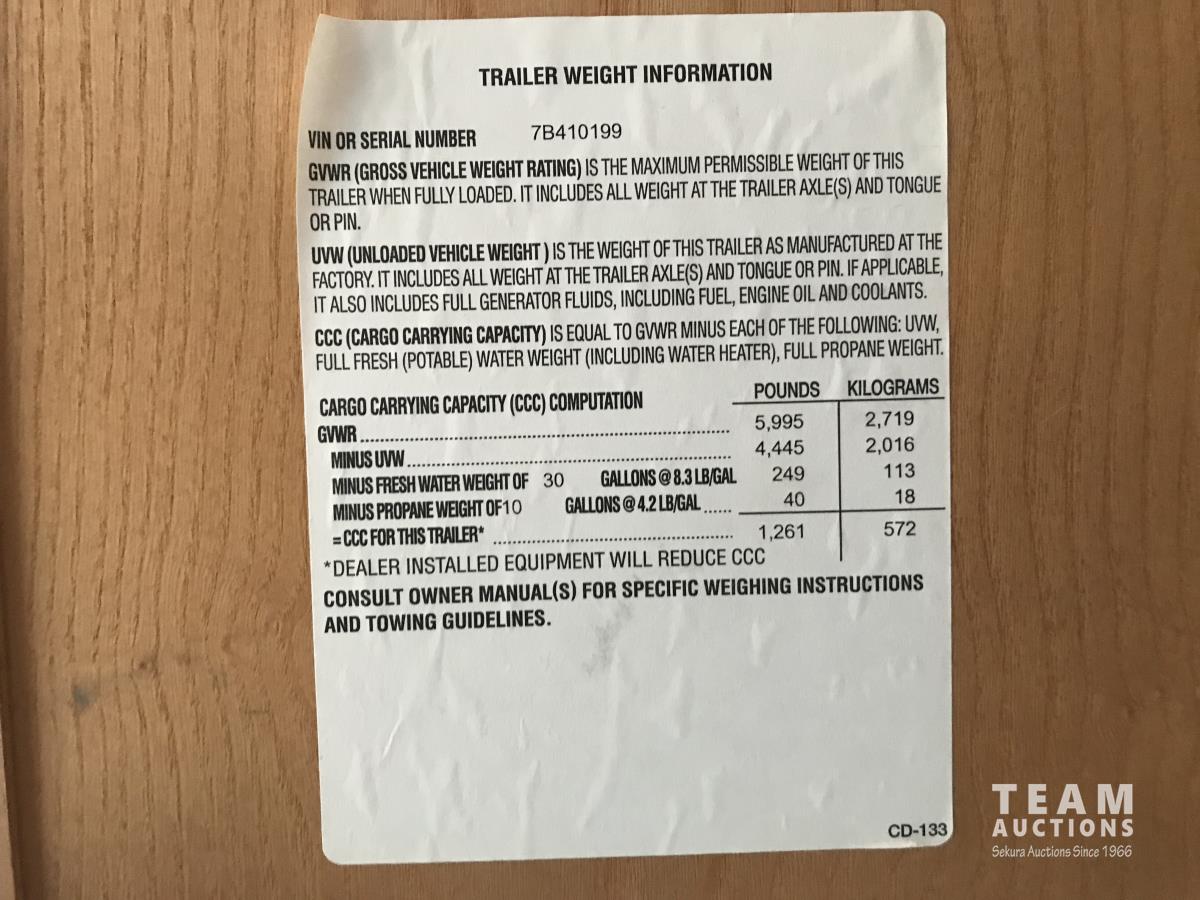 TRAILER WEIGHT INFORMATION
VIN OR SERIAL NUMBER 7B410199
GVWR (GROSS VEHICLE WEIGHT RATING) IS THE MAXIMUM PERMISSIBLE WEIGHT OF THIS
TRAILER WHEN FULLY LOADED. IT INCLUDES ALL WEIGHT AT THE TRAILER AXLE(S) AND TONGUE
OR PIN.
UVW (UNLOADED VEHICLE WEIGHT ) IS THE WEIGHT OF THIS TRAILER AS MANUFACTURED AT THE
FACTORY. IT INCLUDES ALL WEIGHT AT THE TRAILER AXLE(S) AND TONGUE OR PIN. IF APPLICABLE,
IT ALSO INCLUDES FULL GENERATOR FLUIDS, INCLUDING FUEL, ENGINE OIL AND COOLANTS.
CCC (CARGO CARRYING CAPACITY) IS EQUAL TO GVWR MINUS EACH OF THE FOLLOWING: UVW,
FULL FRESH (POTABLE) WATER WEIGHT (INCLUDING WATER HEATER), FULL PROPANE WEIGHT.
CARGO CARRYING CAPACITY (CCC) COMPUTATION POUNDS KILOGRAMS
GVWR 5,995 2,719
MINUS UVW 4,445 2,016
MINUS FRESH WATER WEIGHT OF 30 GALLONS @ 8.3 LB/GAL 249 113
MINUS PROPANE WEIGHT OF 10 GALLONS @ 4.2 LB/GAL 40 18
= CCC FOR THIS TRAILER* 1,261 572
*DEALER INSTALLED EQUIPMENT WILL REDUCE CCC
CONSULT OWNER MANUAL(S) FOR SPECIFIC WEIGHING INSTRUCTIONS
AND TOWING GUIDELINES.
CD-133
TEAM
AUCTIONS
Sekura Auctions Since 1966